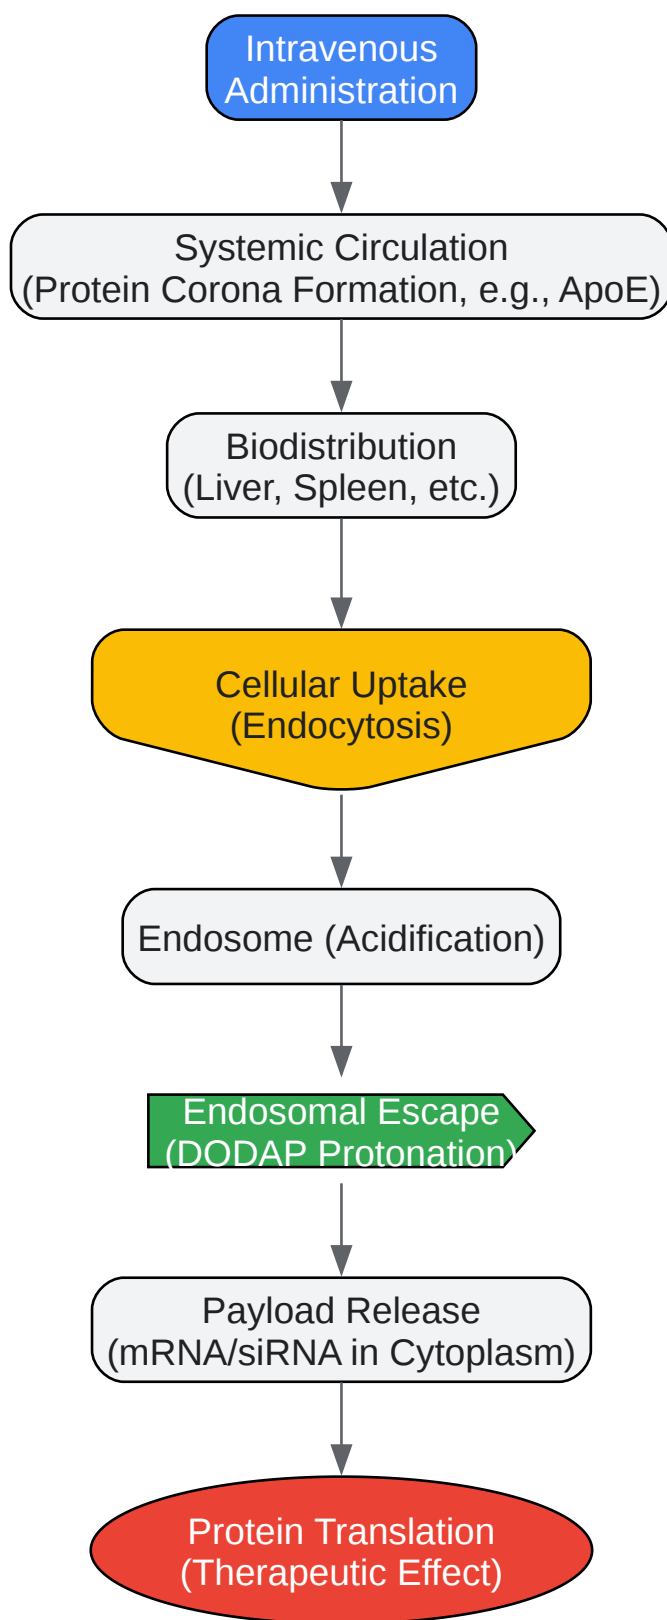 Intravenous
Administration
Systemic Circulation
(Protein Corona Formation, e.g., ApoE)
Biodistribution
(Liver, Spleen, etc.)
Cellular Uptake
(Endocytosis)
Endosome (Acidification)
Endosomal Escape
(DODAP Protonation)
Payload Release
(mRNA/siRNA in Cytoplasm)
Protein Translation
(Therapeutic Effect)